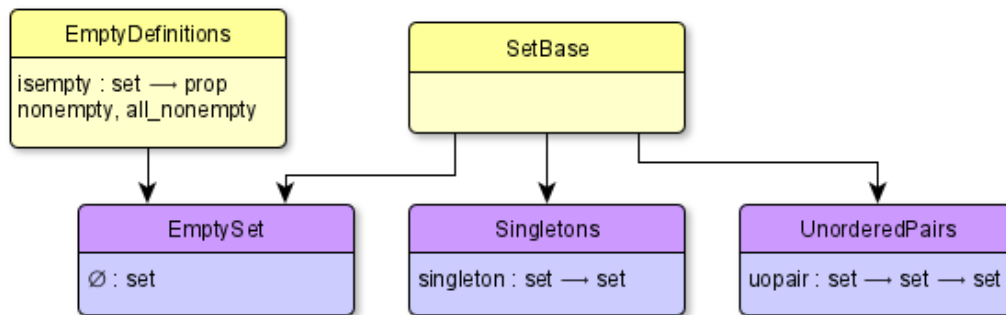 EmptyDefinitions
isempty : set ⟶ prop
nonempty, all_nonempty
SetBase
EmptySet
∅ : set
Singletons
singleton : set ⟶ set
UnorderedPairs
uopair : set ⟶ set ⟶ set